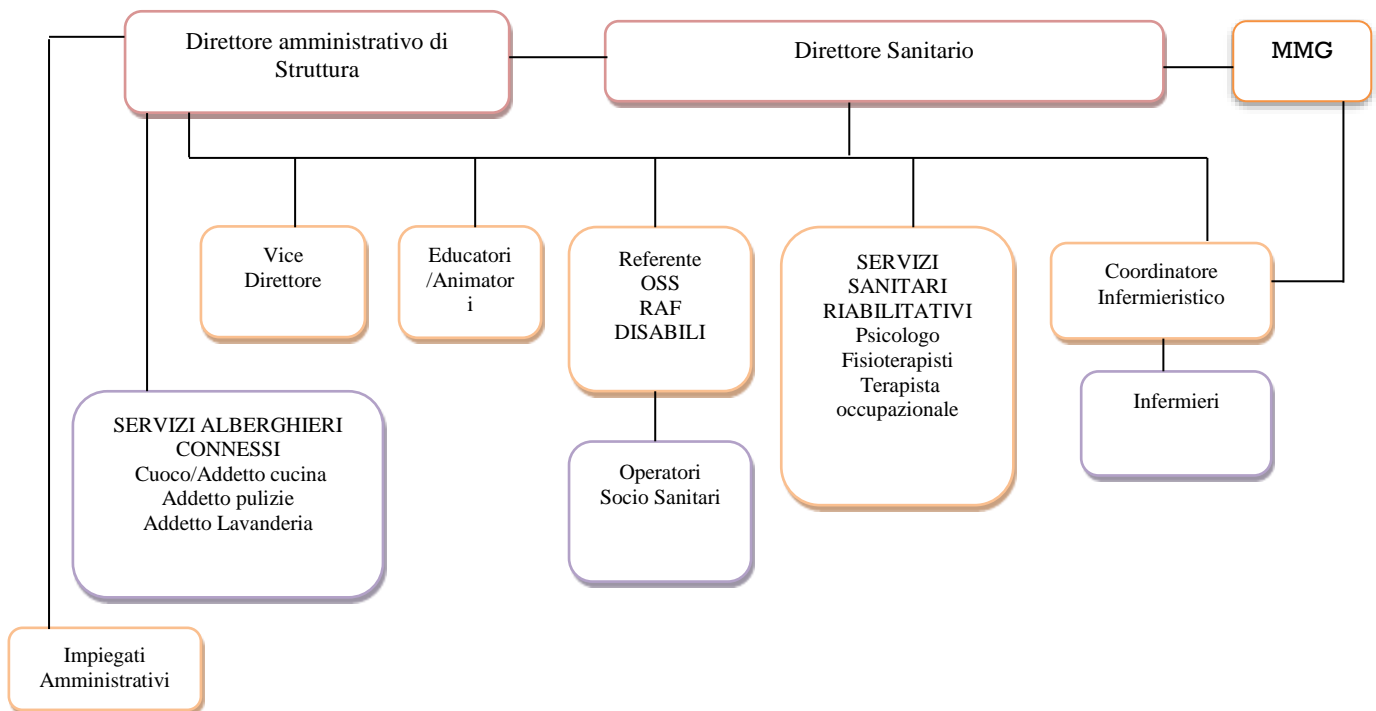 Direttore amministrativo di
Struttura
Direttore Sanitario
MMG
Vice
Direttore
Educatori
/Animator
i
Referente
OSS
RAF
DISABILI
SERVIZI
SANITARI
RIABILITATIVI
Psicologo
Fisioterapisti
Terapista
occupazionale
Coordinatore
Infermieristico
SERVIZI ALBERGHIERI
CONNESSI
Cuoco/Addetto cucina
Addetto pulizie
Addetto Lavanderia
Operatori
Socio Sanitari
Infermieri
Impiegati
Amministrativi